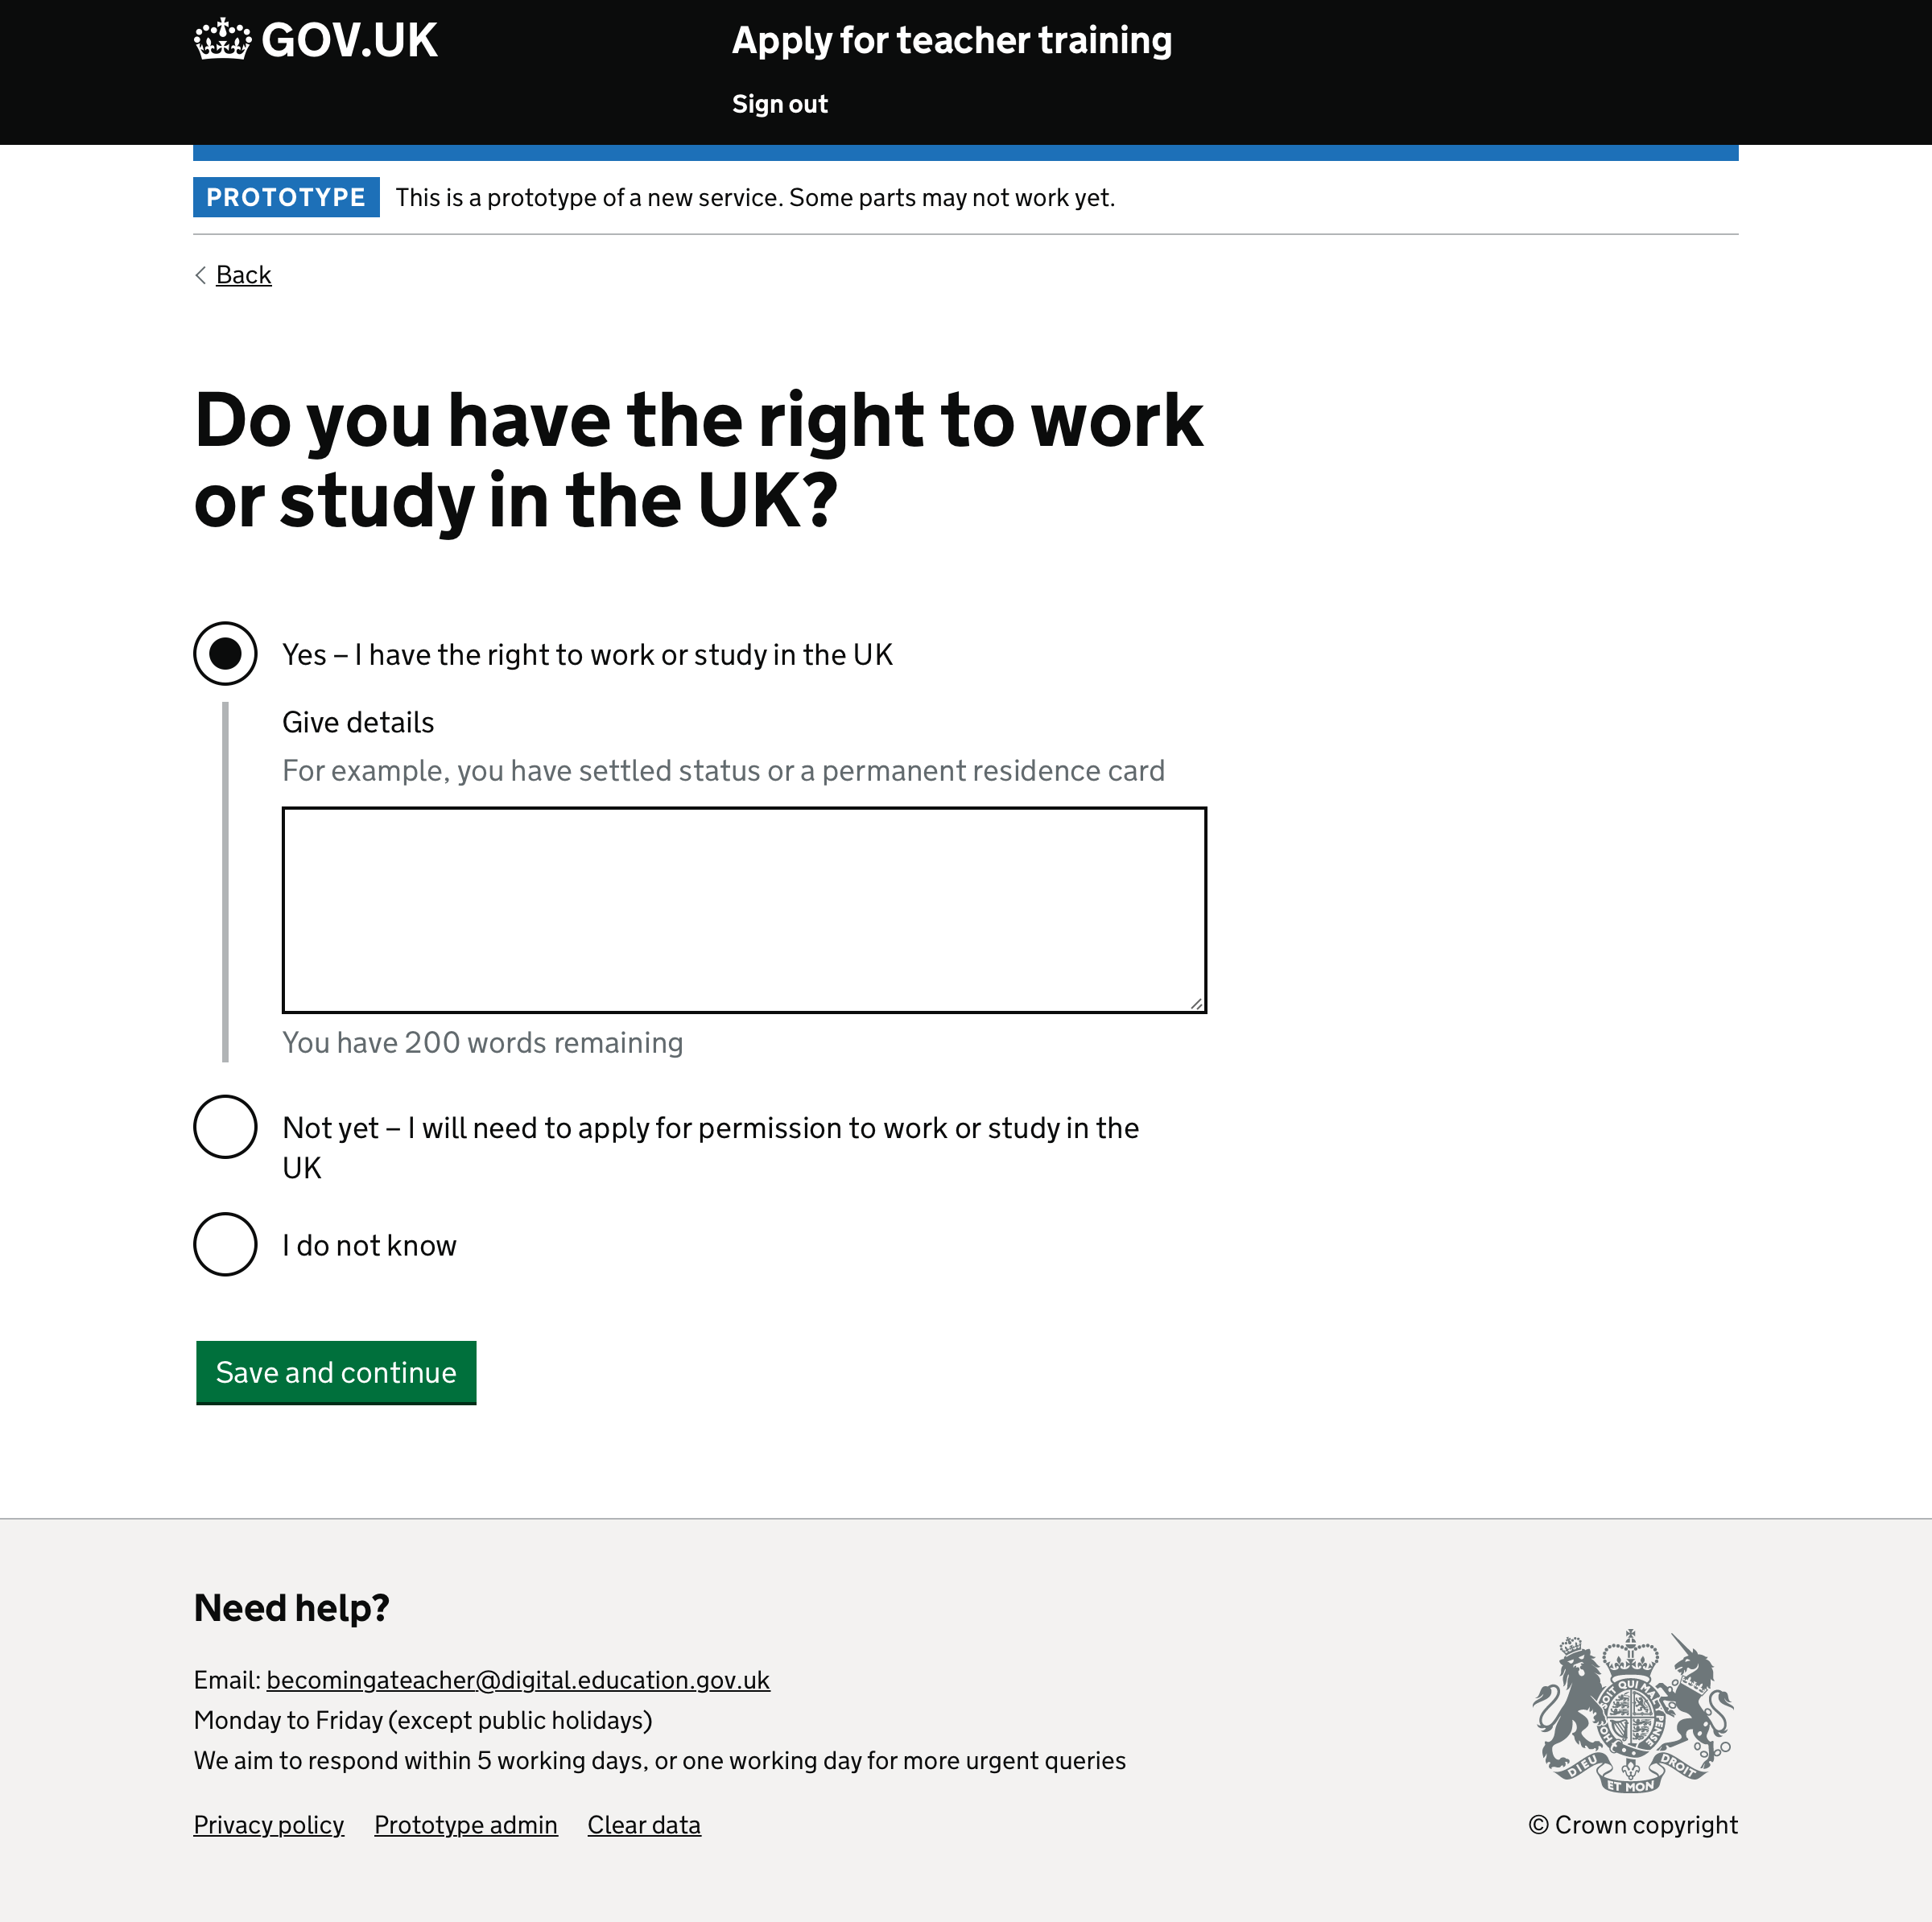 GOV.UK
Apply for teacher training
Sign out
PROTOTYPE This is a prototype of a new service. Some parts may not work yet.
Back
Do you have the right to work
or study in the UK?
Yes – I have the right to work or study in the UK
Give details
For example, you have settled status or a permanent residence card
You have 200 words remaining
Not yet – I will need to apply for permission to work or study in the
UK
I do not know
Save and continue
Need help?
Email: becomingateacher@digital.education.gov.uk
Monday to Friday (except public holidays)
We aim to respond within 5 working days, or one working day for more urgent queries
Privacy policy Prototype admin Clear data
SOIT QUI MAL Y PENSE
DIEU ET MON DROIT
© Crown copyright